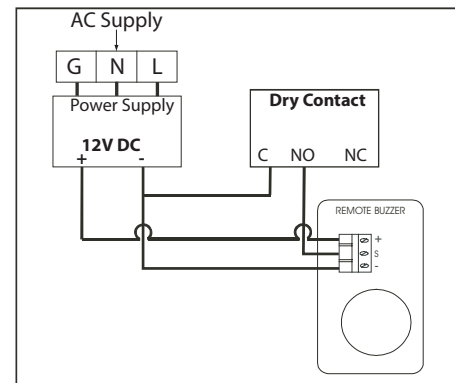 AC Supply
G N L
Power Supply
12V DC
+ -
Dry Contact
C NO NC
REMOTE BUZZER
+
S
-